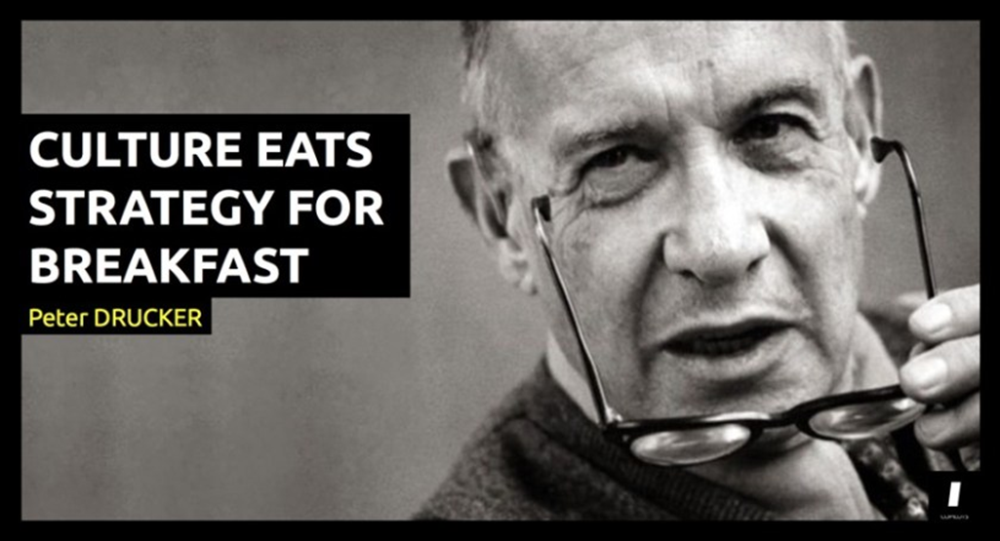 CULTURE EATS
STRATEGY FOR
BREAKFAST
Peter DRUCKER